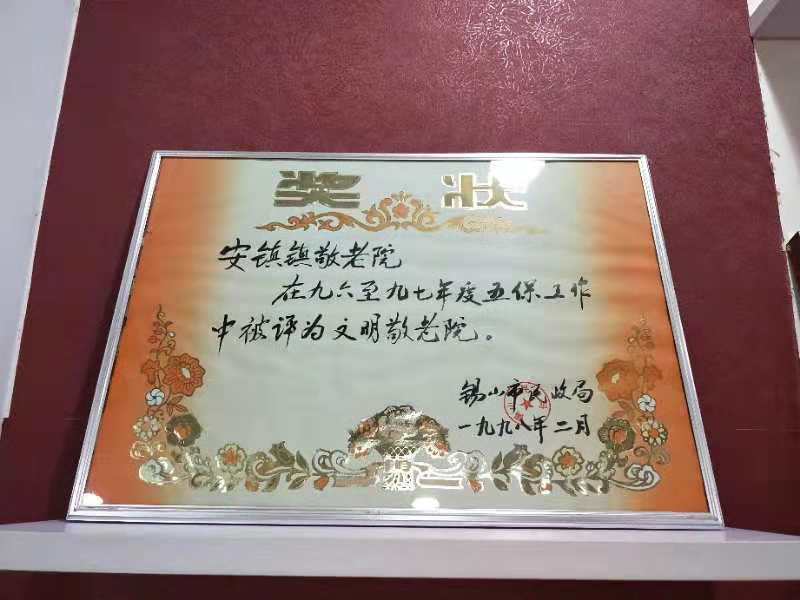 奖状
安镇镇敬老院
在九六至九七年度五保工作
中被评为文明敬老院。
锡山市民政局
一九九八年二月